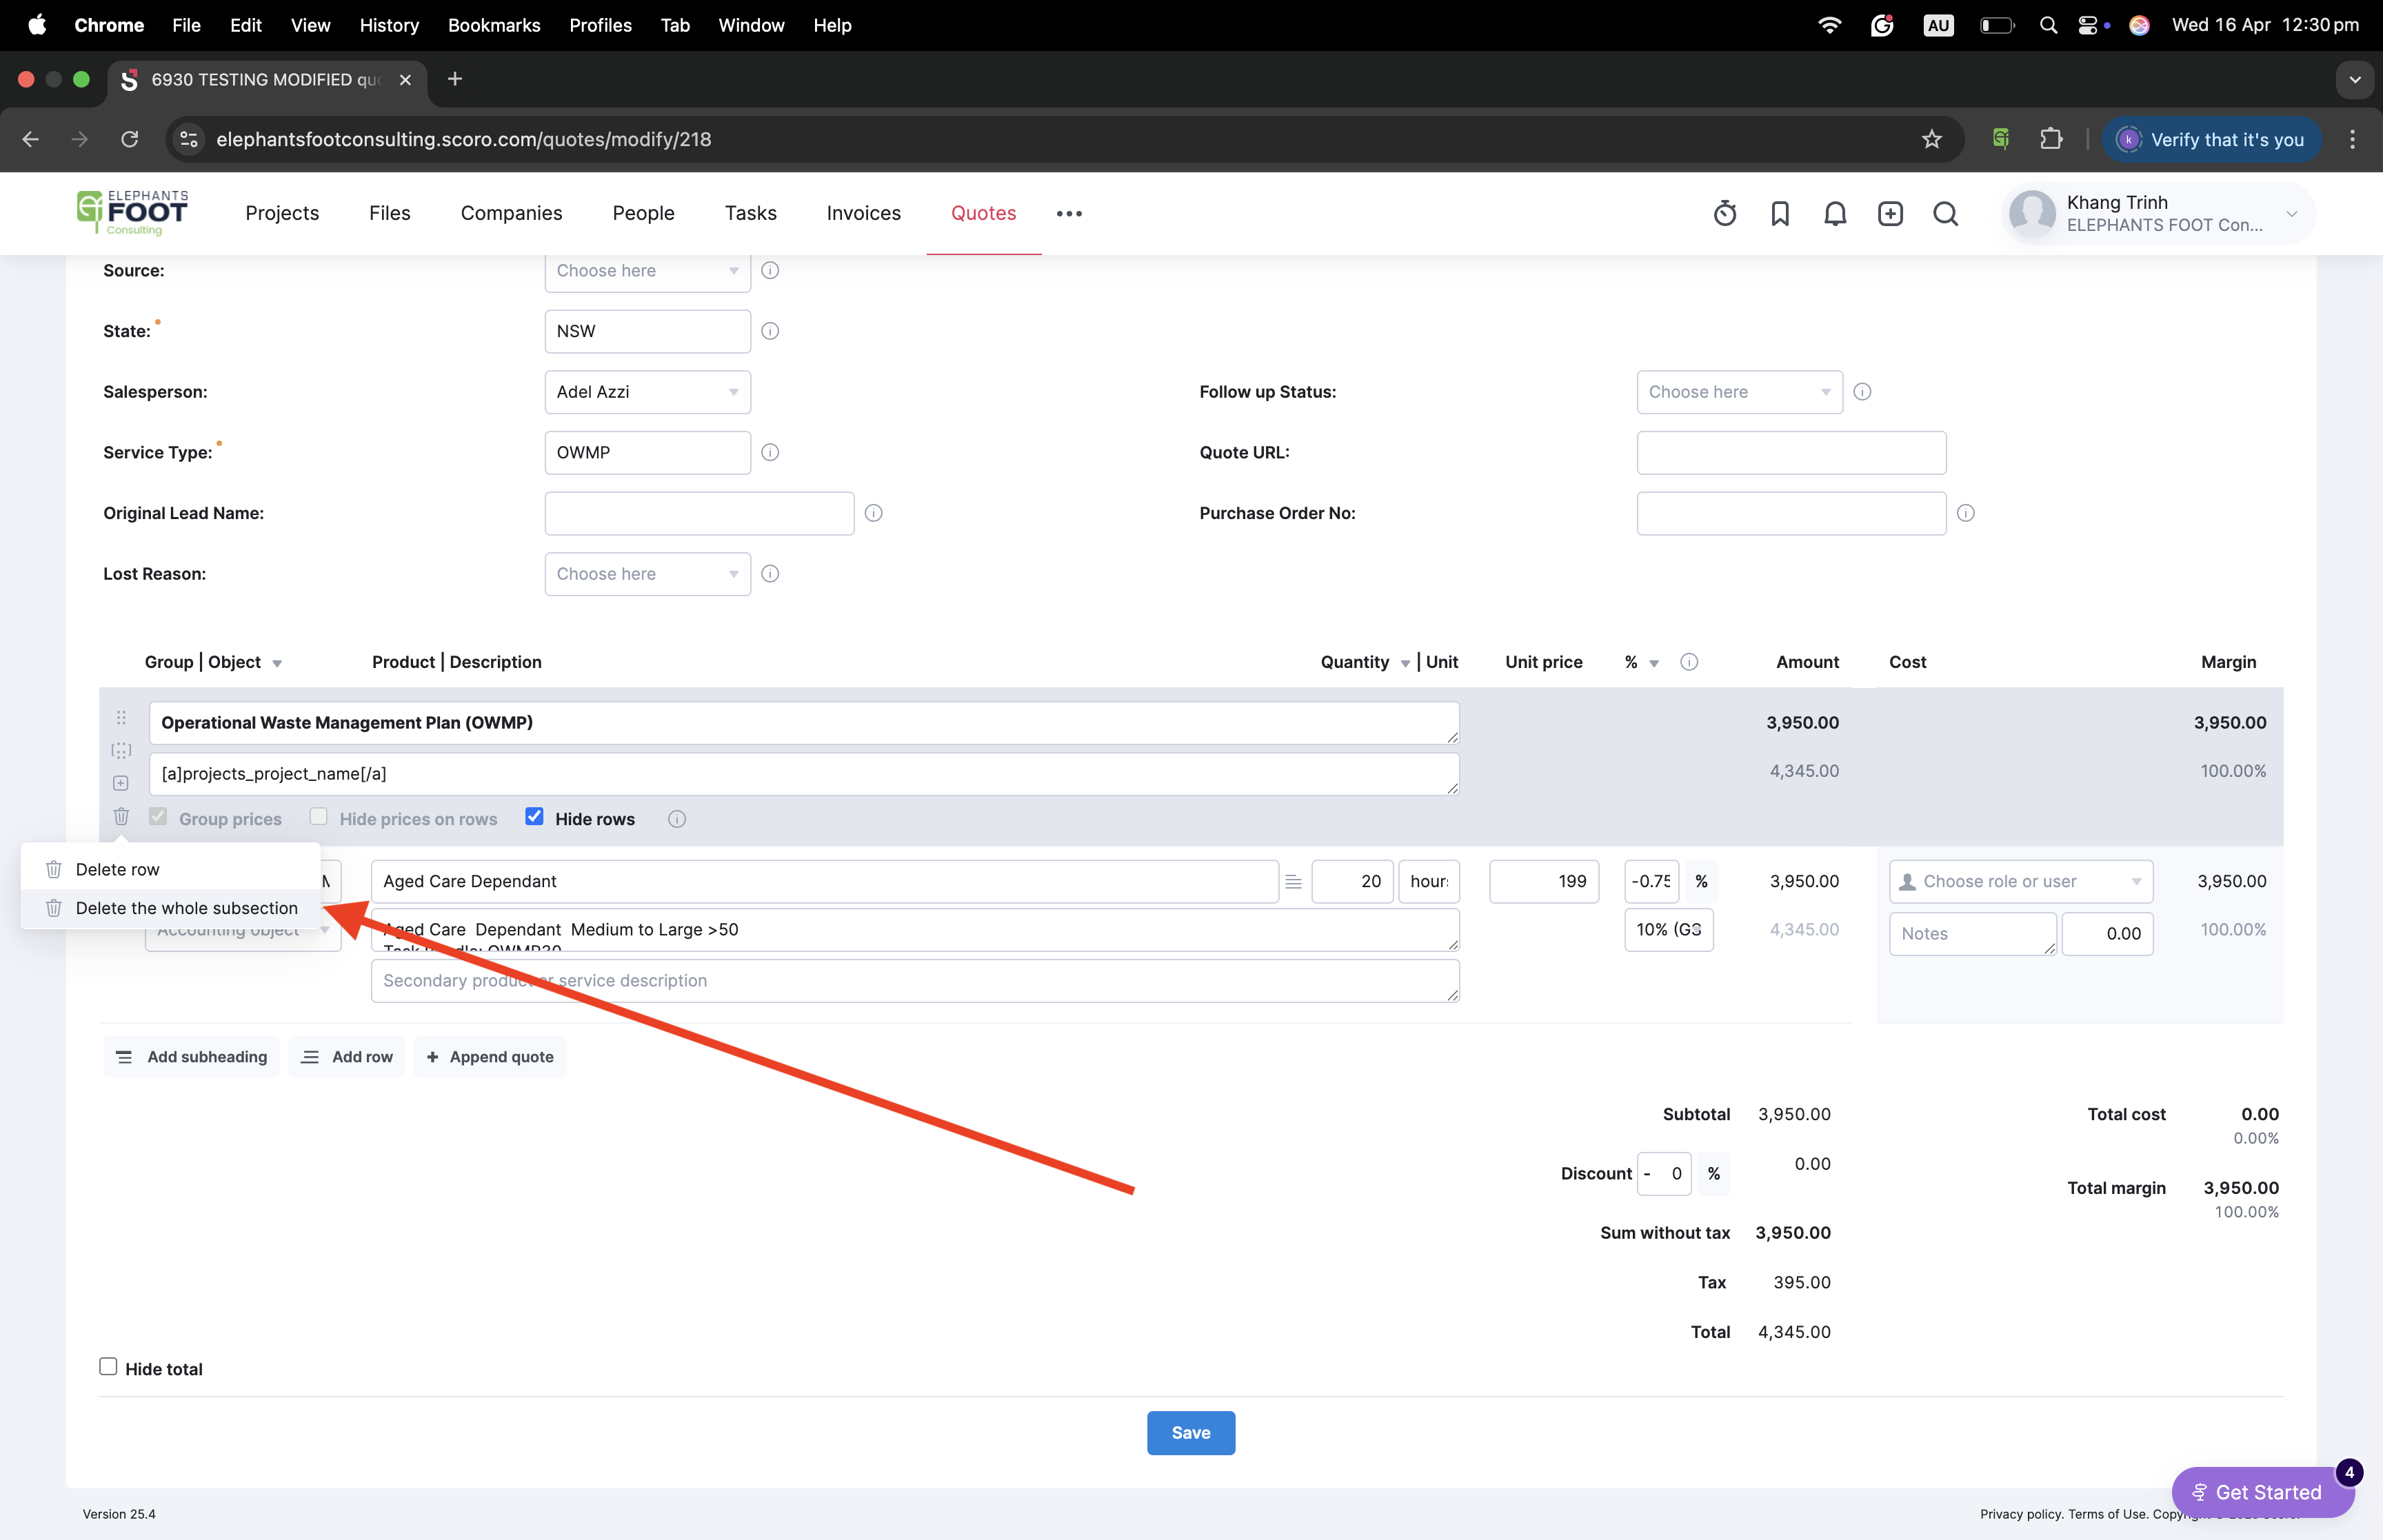 Chrome File Edit View History Bookmarks Profiles Tab Window Help AU Wed 16 Apr 12:30 pm
6930 TESTING MODIFIED
elephantsfootconsulting.scoro.com/quotes/modify/218 k Verify that it's you
ELEPHANTS
FOOT
Consulting
Projects Files Companies People Tasks Invoices Quotes
Khang Trinh
ELEPHANTS FOOT Con...
Source: Choose here
State: NSW
Salesperson: Adel Azzi Follow up Status: Choose here
Service Type: OWMP Quote URL:
Original Lead Name: Purchase Order No:
Lost Reason: Choose here
Group | Object Product | Description Quantity | Unit Unit price % Amount Cost Margin
Operational Waste Management Plan (OWMP) 3,950.00 3,950.00
[a]projects_project_name[/a] 4,345.00 100.00%
Group prices Hide prices on rows Hide rows
Delete row
Aged Care Dependant 20 hour 199 -0.75 % 3,950.00 Choose role or user 3,950.00
Delete the whole subsection
Accounting object Aged Care Dependant Medium to Large >50 10% (GS 4,345.00 Notes 0.00 100.00%
Secondary product or service description
Add subheading Add row + Append quote
Subtotal 3,950.00 Total cost 0.00
0.00%
Discount - 0 % 0.00
Total margin 3,950.00
100.00%
Sum without tax 3,950.00
Tax 395.00
Total 4,345.00
Hide total
Save
4
Get Started
Version 25.4 Privacy policy. Terms of Use.